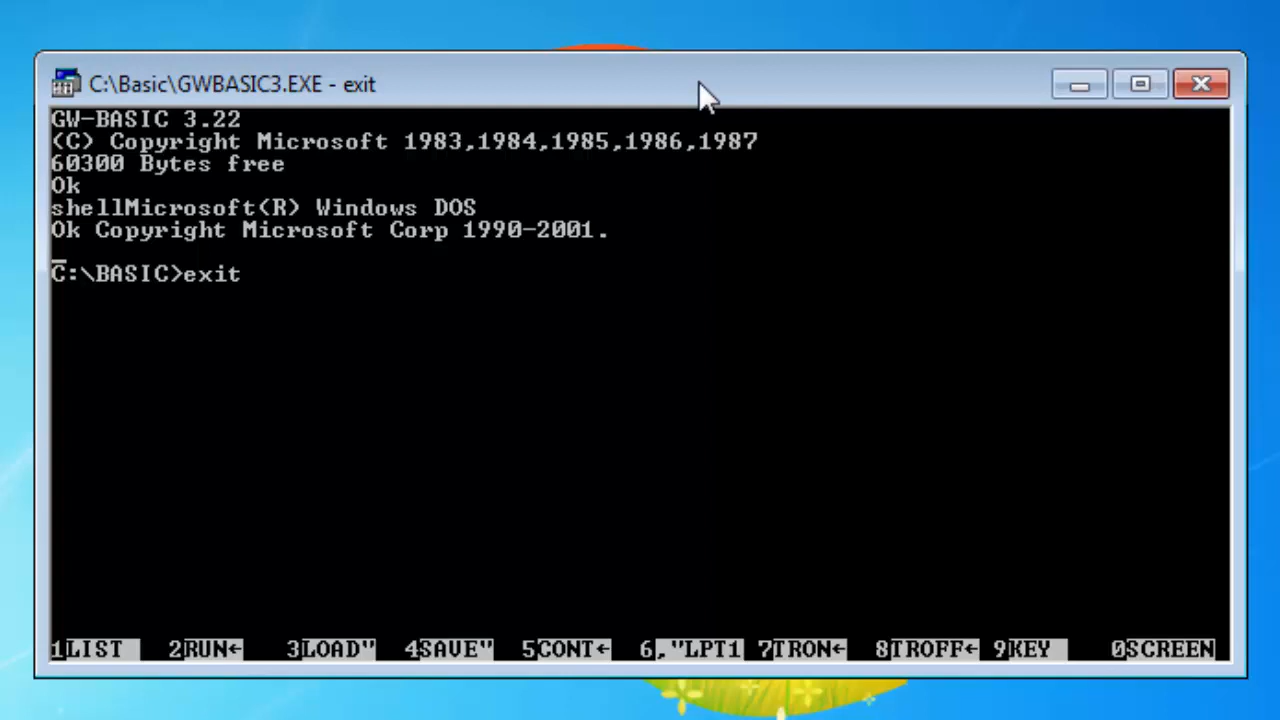 C:\Basic\GWBASIC3.EXE - exit
GW-BASIC 3.22
(C) Copyright Microsoft 1983,1984,1985,1986,1987
60300 Bytes free
Ok
shellMicrosoft(R) Windows DOS
Ok Copyright Microsoft Corp 1990-2001.
C:\BASIC>exit
1LIST 2RUN← 3LOAD" 4SAVE" 5CONT← 6,"LPT1 7TRON← 8TROFF← 9KEY 0SCREEN